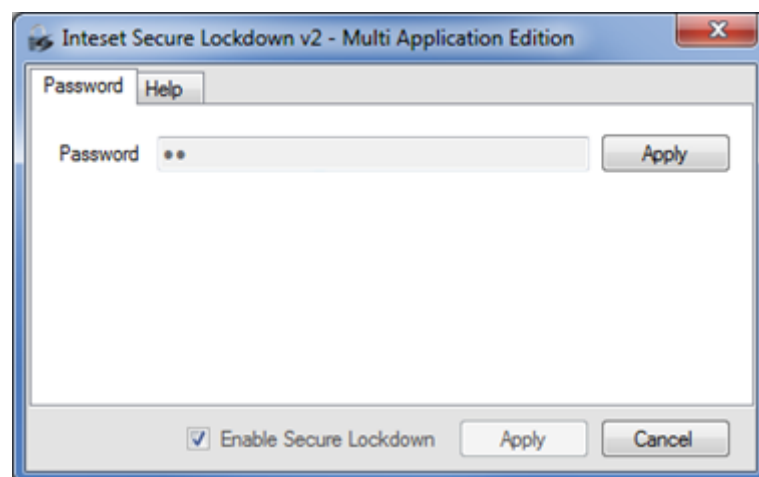 Inteset Secure Lockdown v2 - Multi Application Edition
Password Help
Password •• Apply
Enable Secure Lockdown Apply Cancel